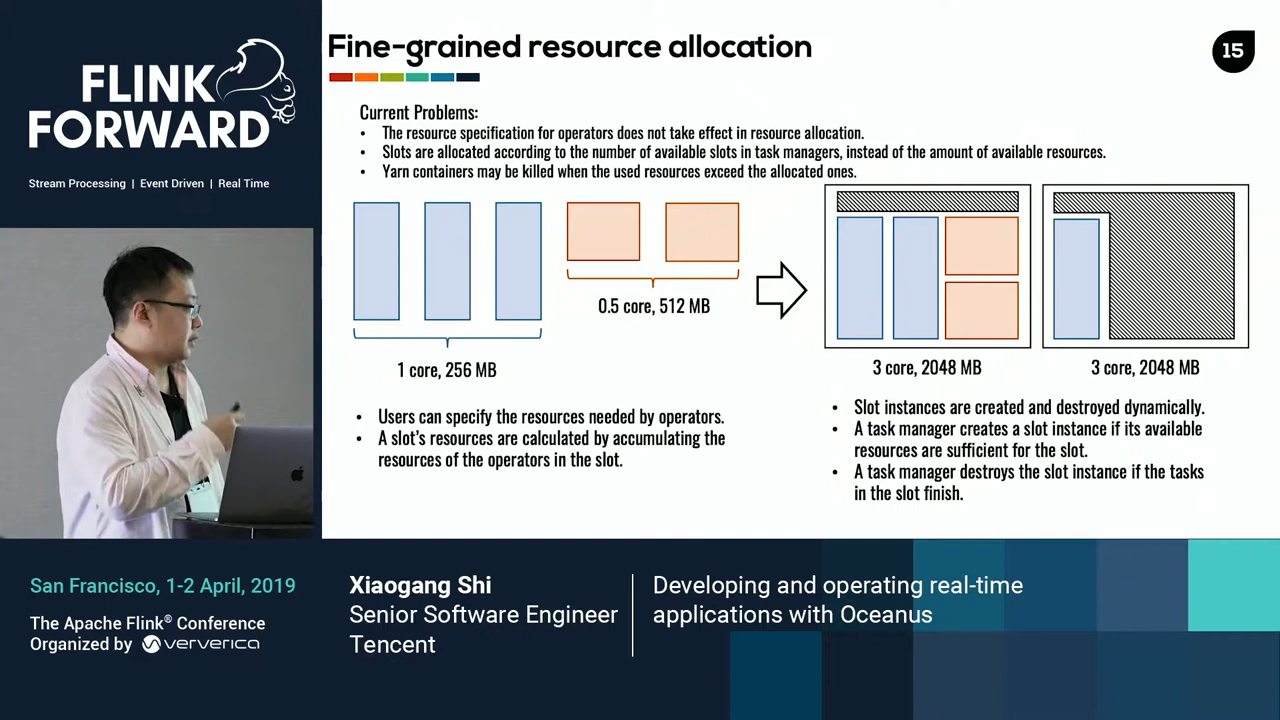 FLINK
FORWARD
Stream Processing | Event Driven | Real Time
Fine-grained resource allocation
15
Current Problems:
• The resource specification for operators does not take effect in resource allocation.
• Slots are allocated according to the number of available slots in task managers, instead of the amount of available resources.
• Yarn containers may be killed when the used resources exceed the allocated ones.
0.5 core, 512 MB
1 core, 256 MB
3 core, 2048 MB
3 core, 2048 MB
• Users can specify the resources needed by operators.
• A slot's resources are calculated by accumulating the
resources of the operators in the slot.
• Slot instances are created and destroyed dynamically.
• A task manager creates a slot instance if its available
resources are sufficient for the slot.
• A task manager destroys the slot instance if the tasks
in the slot finish.
San Francisco, 1-2 April, 2019
The Apache Flink® Conference
Organized by ververica
Xiaogang Shi
Senior Software Engineer
Tencent
Developing and operating real-time
applications with Oceanus